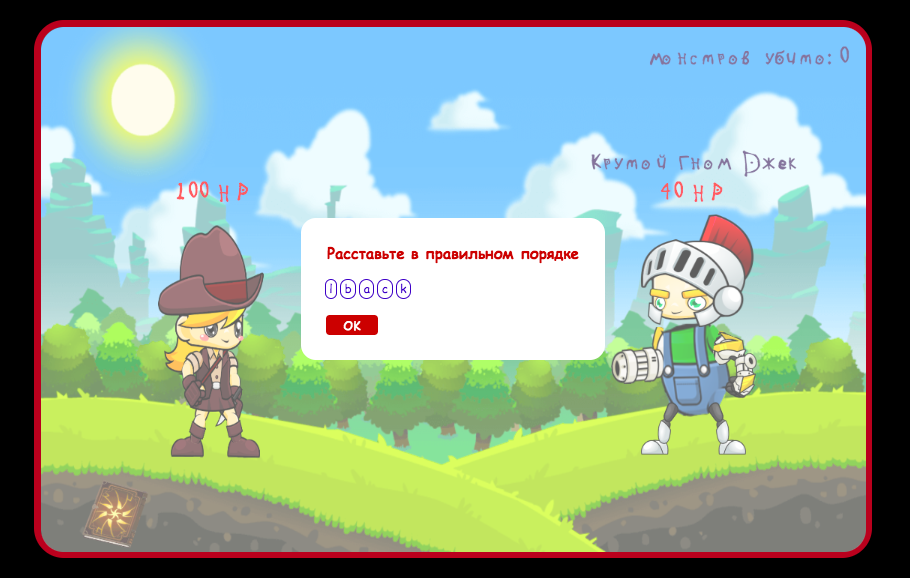 монстров убито: 0
Крутой Гном Джек
100 HP
40 HP
Расставьте в правильном порядке
l b a c k
OK